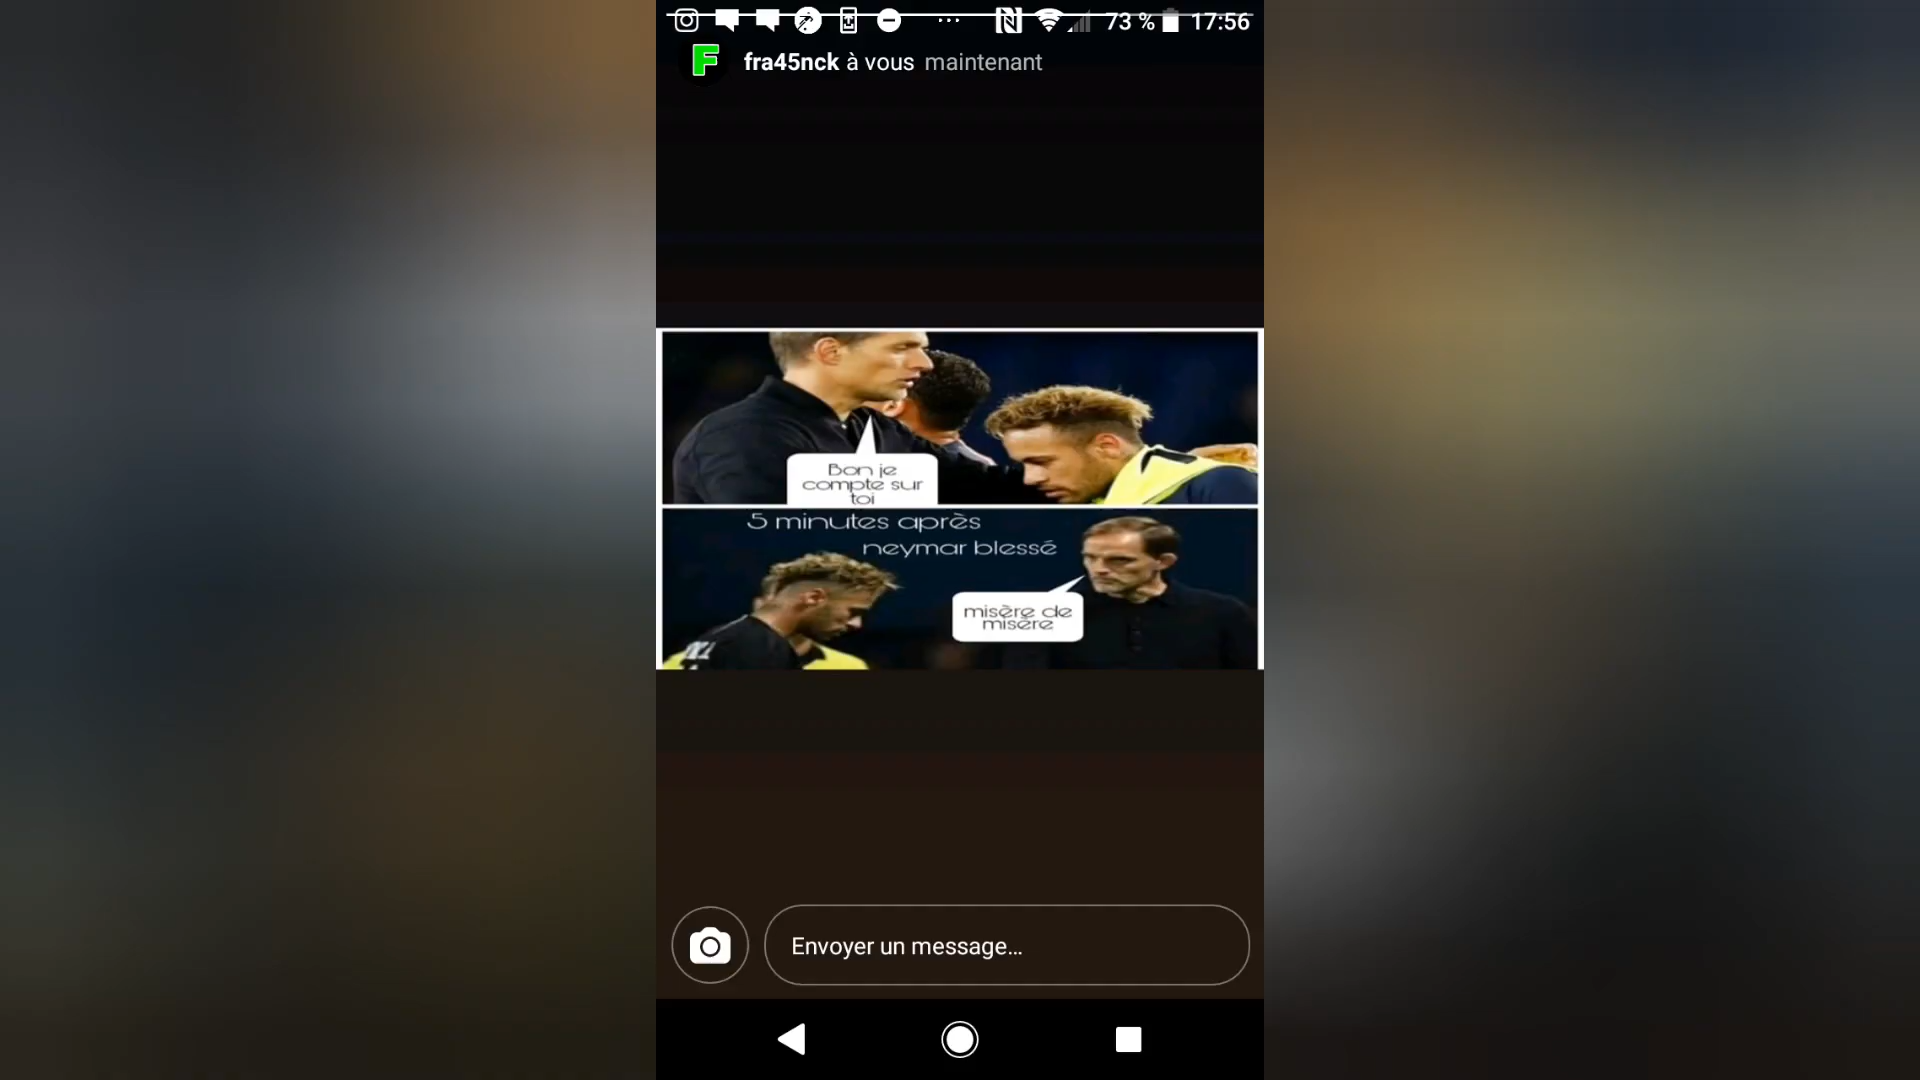 73 % 17:56
F fra45nck à vous maintenant
Bon je
compte sur
toi
5 minutes après
neymar blessé
misère de
misère
Envoyer un message…